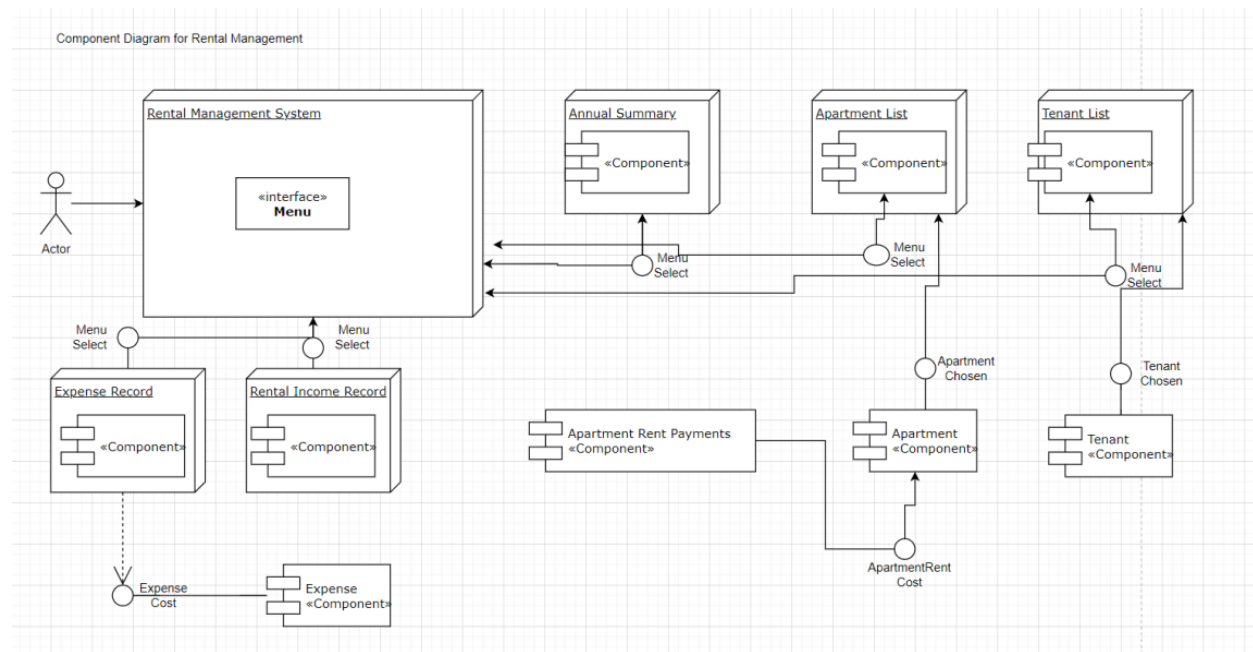 Component Diagram for Rental Management
Rental Management System
Annual Summary
Apartment List
Tenant List
«Component»
«Component»
«Component»
«interface»
Menu
Actor
Menu
Select
Menu
Select
Menu
Select
Menu
Select
Menu
Select
Expense Record
Rental Income Record
«Component»
«Component»
Apartment
Chosen
Tenant
Chosen
Apartment Rent Payments
«Component»
Apartment
«Component»
Tenant
«Component»
ApartmentRent
Cost
Expense
Cost
Expense
«Component»